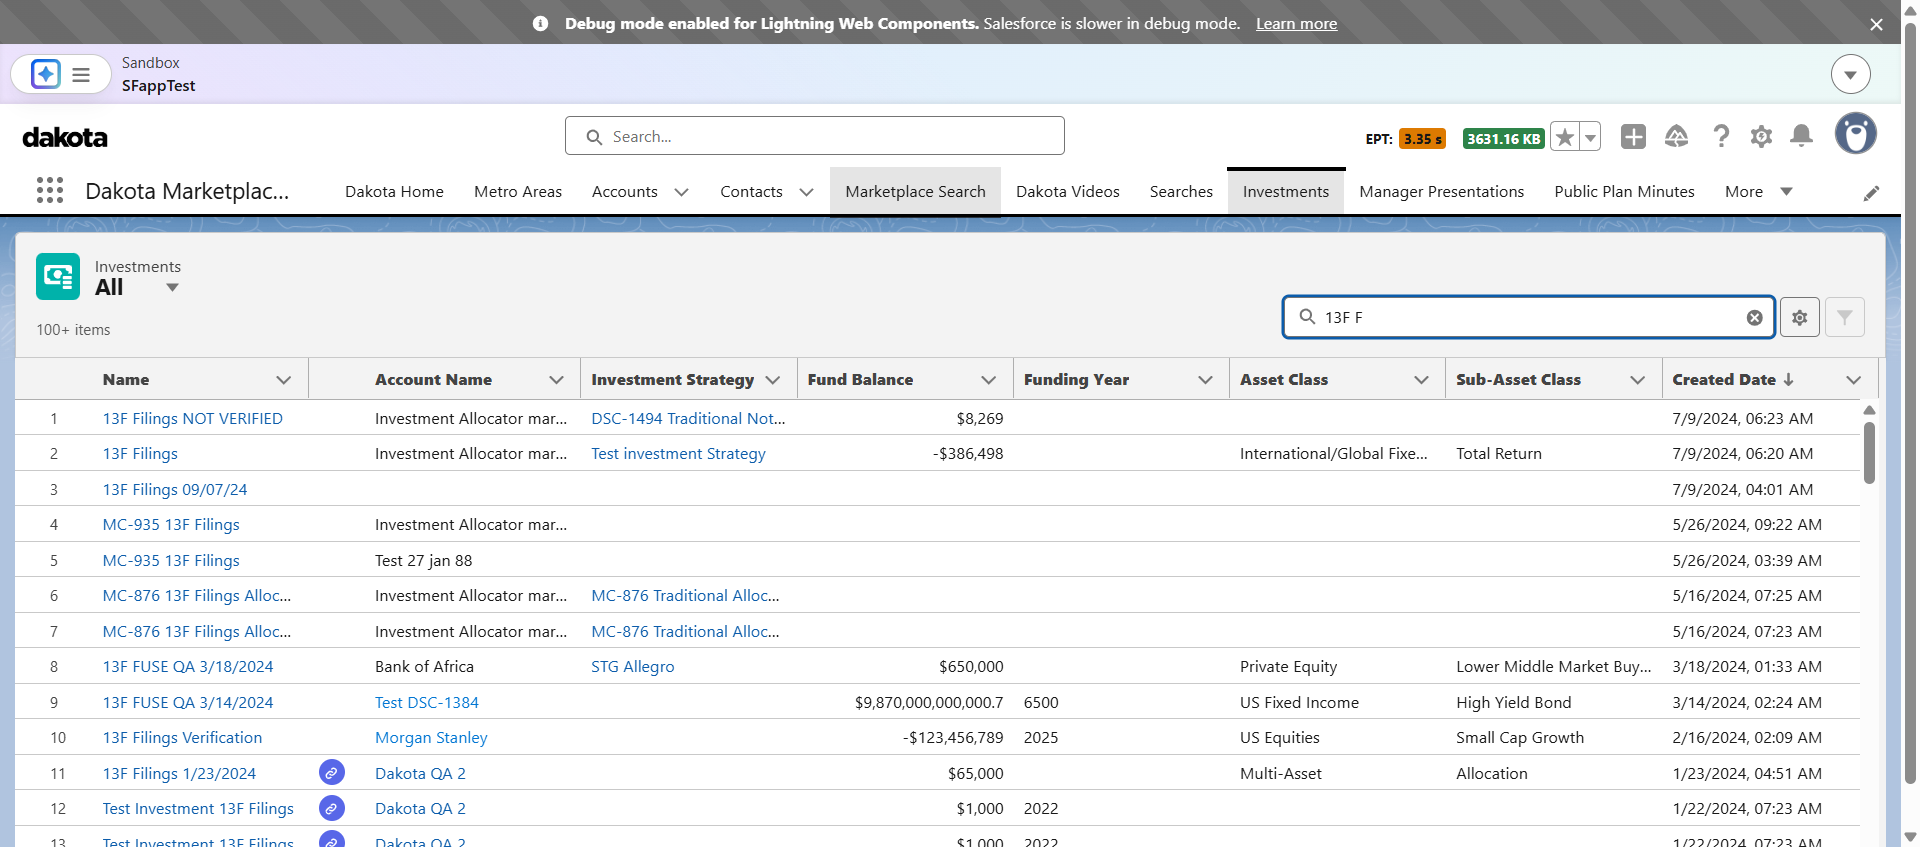 Debug mode enabled for Lightning Web Components. Salesforce is slower in debug mode. Learn more
Sandbox
SFappTest
dakota
Search...
EPT: 3.35 s 3631.16 KB
Dakota Marketplac... Dakota Home Metro Areas Accounts Contacts Marketplace Search Dakota Videos Searches Investments Manager Presentations Public Plan Minutes More
Investments
All
100+ items
13F F
Name Account Name Investment Strategy Fund Balance Funding Year Asset Class Sub-Asset Class Created Date
1 13F Filings NOT VERIFIED Investment Allocator mar... DSC-1494 Traditional Not... $8,269 7/9/2024, 06:23 AM
2 13F Filings Investment Allocator mar... Test investment Strategy -$386,498 International/Global Fixe... Total Return 7/9/2024, 06:20 AM
3 13F Filings 09/07/24 7/9/2024, 04:01 AM
4 MC-935 13F Filings Investment Allocator mar... 5/26/2024, 09:22 AM
5 MC-935 13F Filings Test 27 jan 88 5/26/2024, 03:39 AM
6 MC-876 13F Filings Alloc... Investment Allocator mar... MC-876 Traditional Alloc... 5/16/2024, 07:25 AM
7 MC-876 13F Filings Alloc... Investment Allocator mar... MC-876 Traditional Alloc... 5/16/2024, 07:23 AM
8 13F FUSE QA 3/18/2024 Bank of Africa STG Allegro $650,000 Private Equity Lower Middle Market Buy... 3/18/2024, 01:33 AM
9 13F FUSE QA 3/14/2024 Test DSC-1384 $9,870,000,000,000.7 6500 US Fixed Income High Yield Bond 3/14/2024, 02:24 AM
10 13F Filings Verification Morgan Stanley -$123,456,789 2025 US Equities Small Cap Growth 2/16/2024, 02:09 AM
11 13F Filings 1/23/2024 Dakota QA 2 $65,000 Multi-Asset Allocation 1/23/2024, 04:51 AM
12 Test Investment 13F Filings Dakota QA 2 $1,000 2022 1/22/2024, 07:23 AM
13 Test Investment 13F Filings Dakota QA 2 $1,000 2022 1/22/2024, 07:23 AM